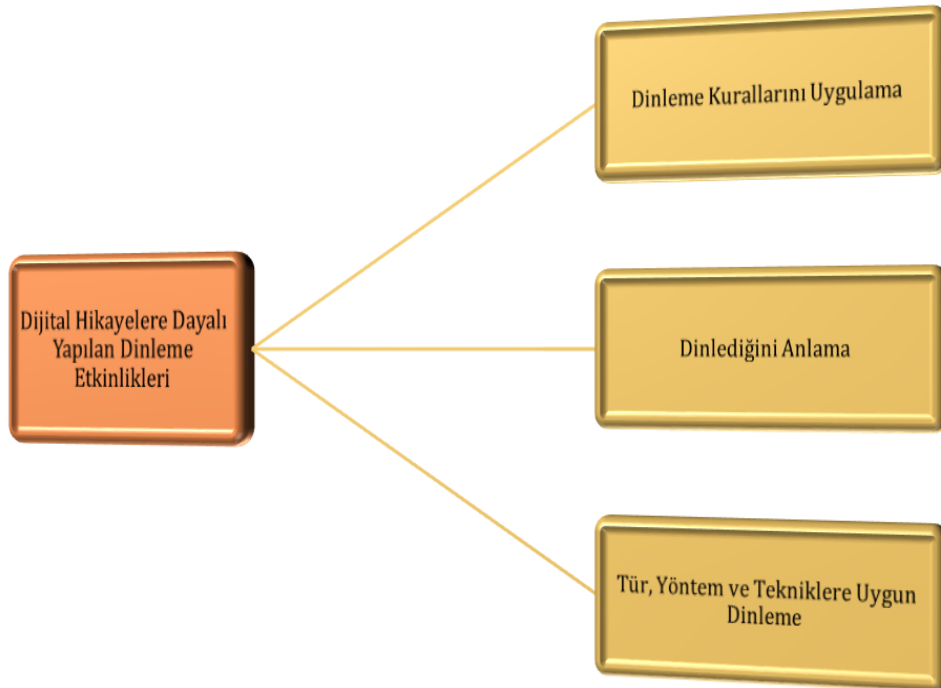 Dinleme Kurallarını Uygulama
Dijital Hikayelere Dayalı
Yapılan Dinleme
Etkinlikleri
Dinlediğini Anlama
Tür, Yöntem ve Tekniklere Uygun
Dinleme